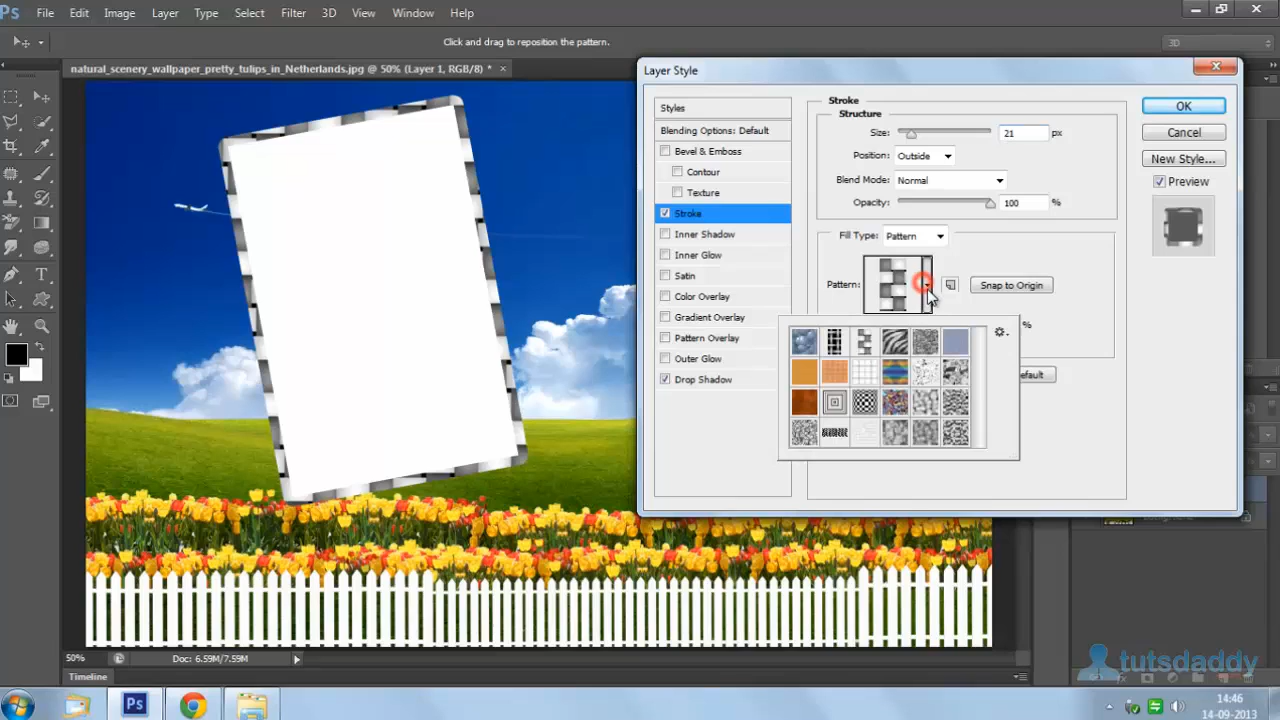 Ps File Edit Image Layer Type Select Filter 3D View Window Help
Click and drag to reposition the pattern.
3D
natural_scenery_wallpaper_pretty_tulips_in_Netherlands.jpg @ 50% (Layer 1, RGB/8) *
Layer Style
Styles
Blending Options: Default
Bevel & Emboss
Contour
Texture
Stroke
Inner Shadow
Inner Glow
Satin
Color Overlay
Gradient Overlay
Pattern Overlay
Outer Glow
Drop Shadow
Stroke
Structure
Size: 21 px
Position: Outside
Blend Mode: Normal
Opacity: 100 %
Fill Type: Pattern
Pattern: Snap to Origin
%
OK
Cancel
New Style...
Preview
50% Doc: 6.59M/7.59M
Timeline
tutsdaddy
Ps
14:46
14-09-2013